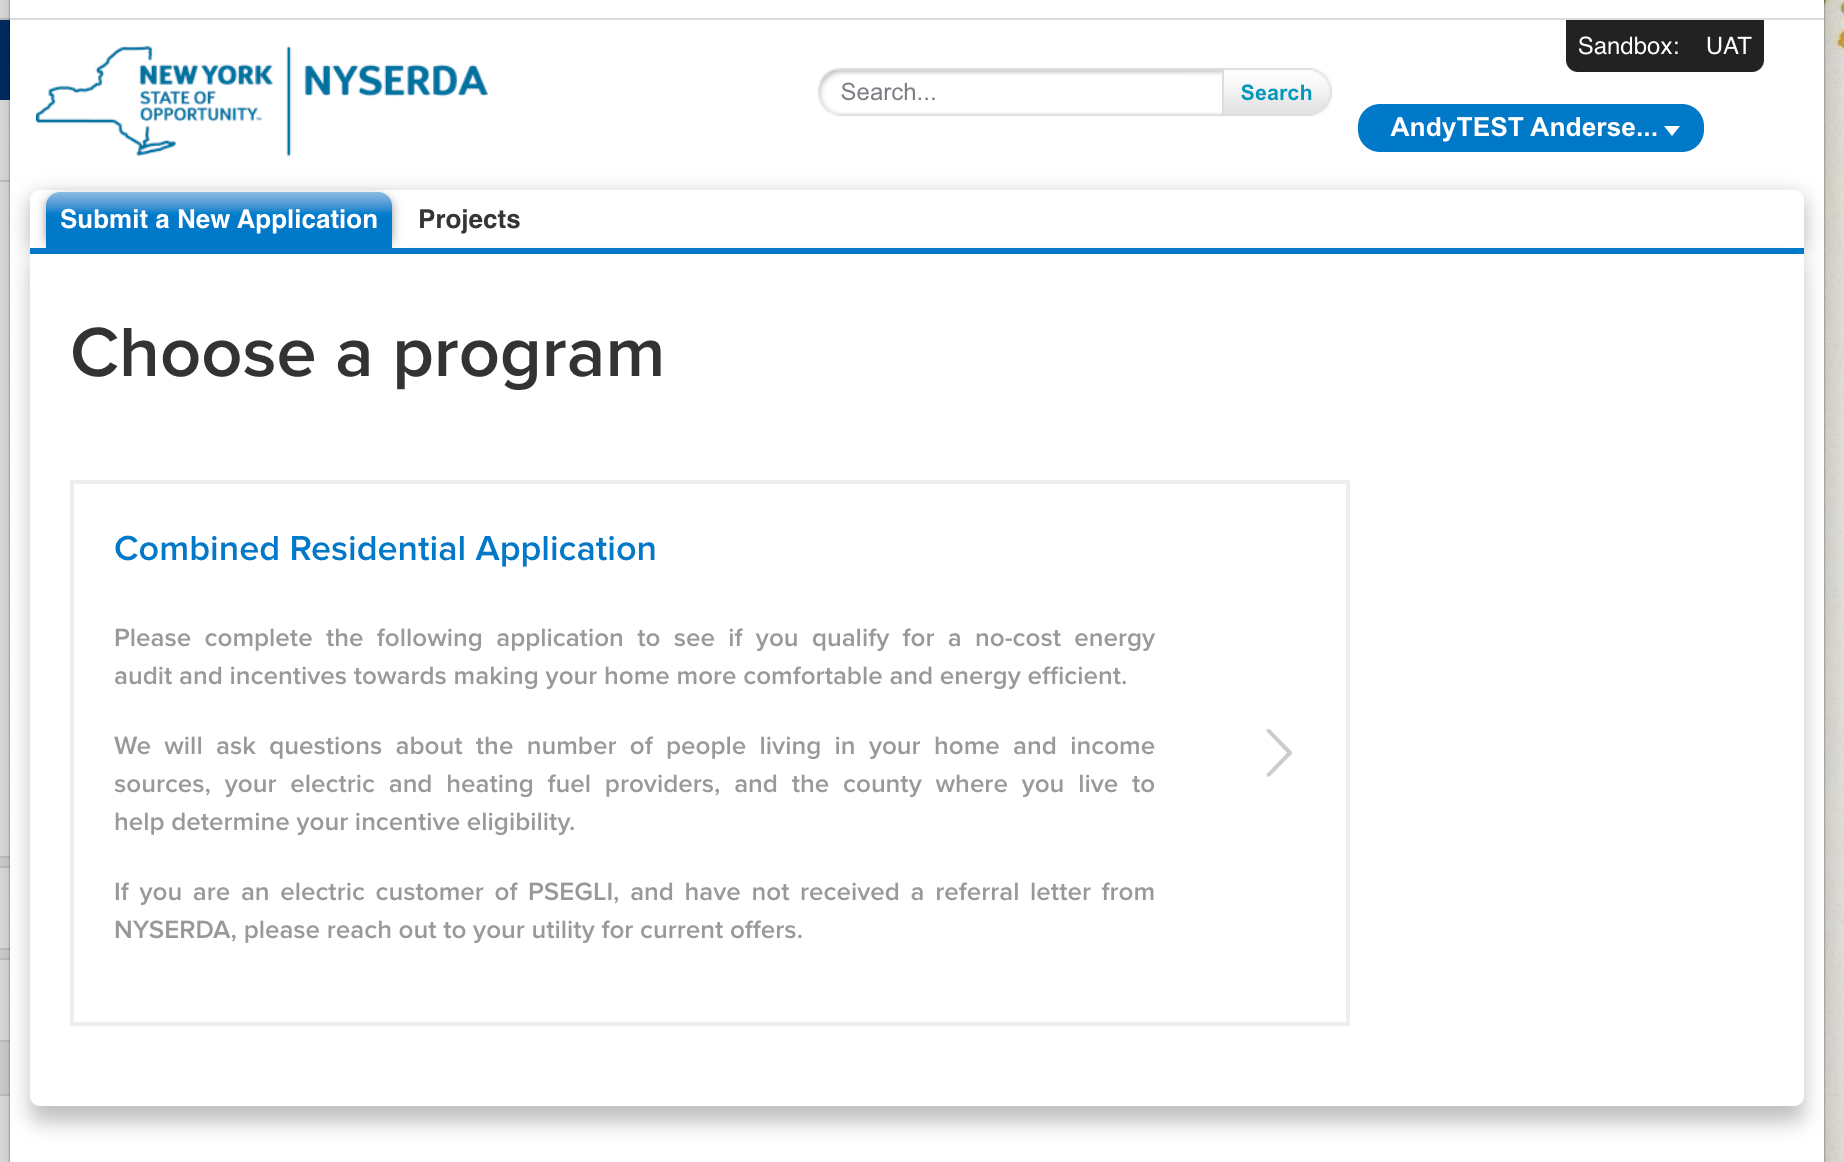 Sandbox: UAT
NEW YORK
STATE OF
OPPORTUNITY™
NYSERDA
Search...
Search
AndyTEST Anderse...
Submit a New Application
Projects
Choose a program
Combined Residential Application
Please complete the following application to see if you qualify for a no-cost energy
audit and incentives towards making your home more comfortable and energy efficient.
We will ask questions about the number of people living in your home and income
sources, your electric and heating fuel providers, and the county where you live to
help determine your incentive eligibility.
If you are an electric customer of PSEGLI, and have not received a referral letter from
NYSERDA, please reach out to your utility for current offers.